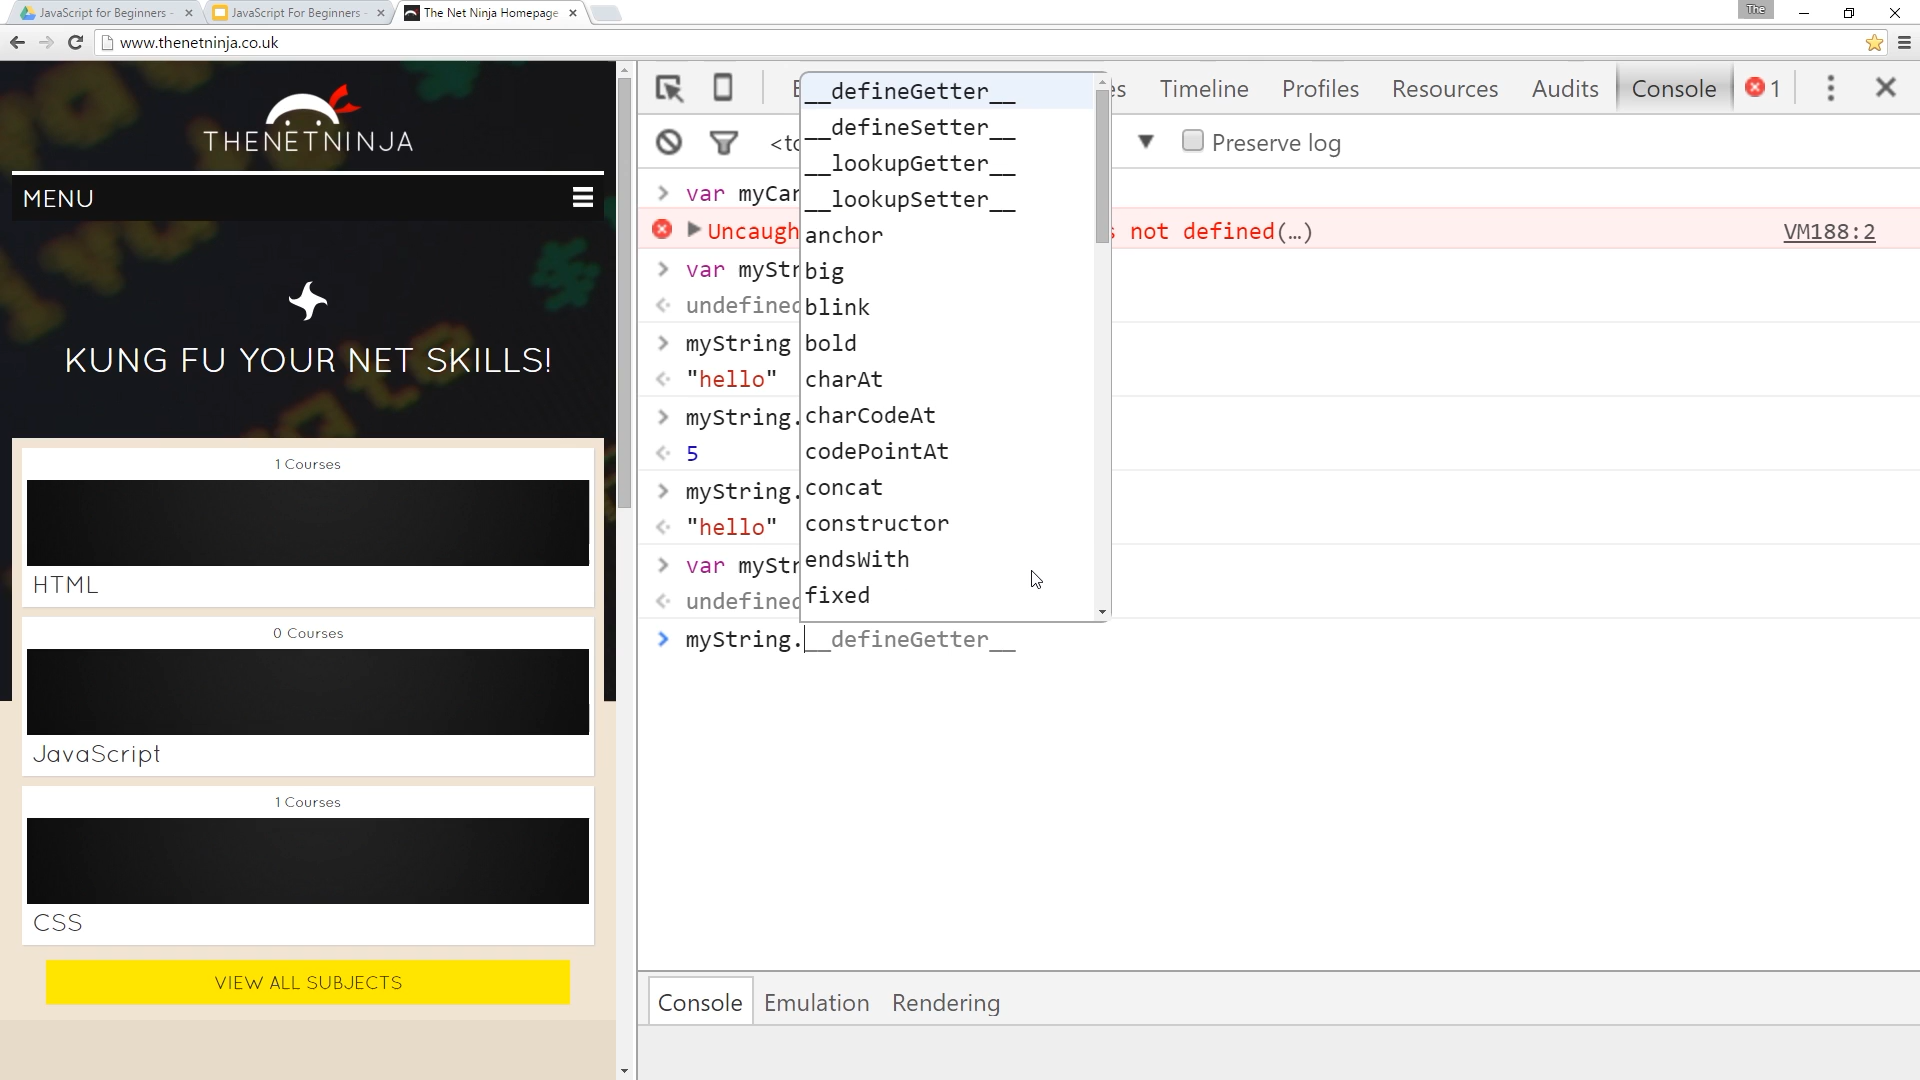 JavaScript for Beginners -
JavaScript For Beginners -
The Net Ninja Homepage
The
www.thenetninja.co.uk
THENETNINJA
MENU
KUNG FU YOUR NET SKILLS!
1 Courses
HTML
0 Courses
JavaScript
1 Courses
CSS
VIEW ALL SUBJECTS
Timeline Profiles Resources Audits Console 1
Preserve log
> var myCar
Uncaugh not defined(…) VM188:2
> var myStr
undefined
> myString
"hello"
> myString.
5
> myString.
"hello"
> var myStr
undefined
> myString.__defineGetter__
__defineGetter__
__defineSetter__
__lookupGetter__
__lookupSetter__
anchor
big
blink
bold
charAt
charCodeAt
codePointAt
concat
constructor
endsWith
fixed
Console Emulation Rendering